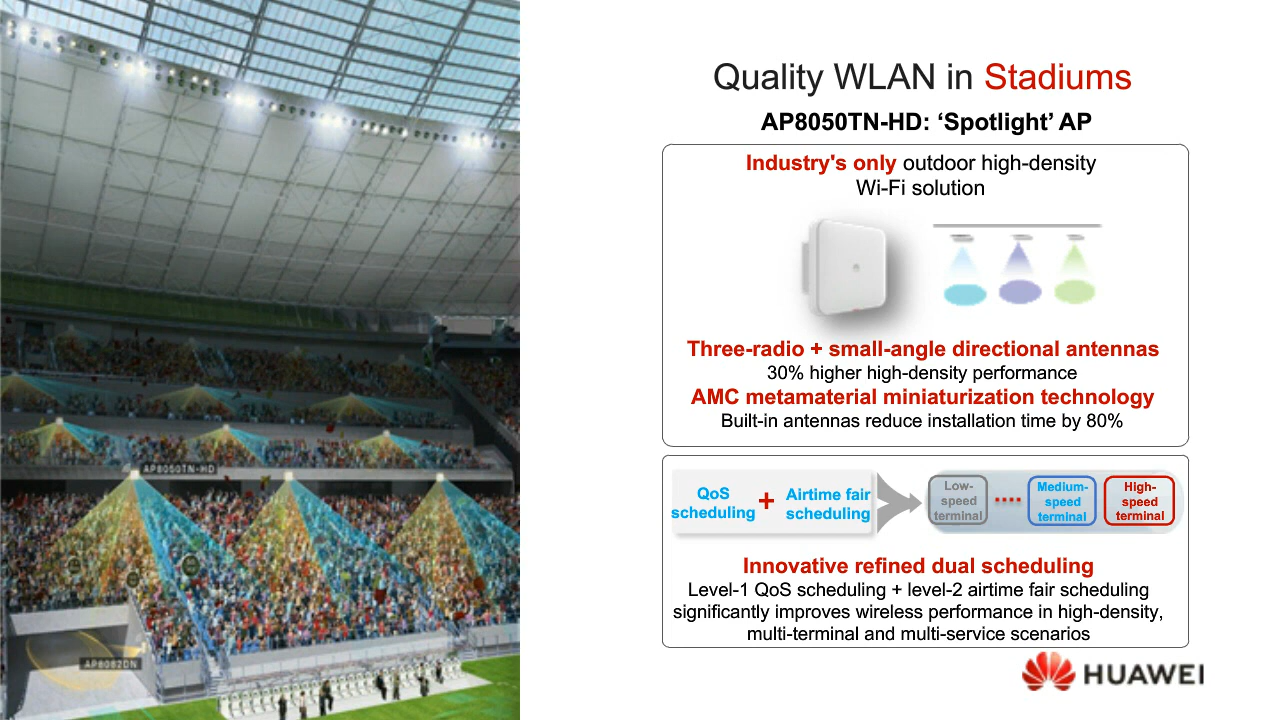 Quality WLAN in Stadiums
AP8050TN-HD: ‘Spotlight’ AP
Industry's only outdoor high-density
Wi-Fi solution
Three-radio + small-angle directional antennas
30% higher high-density performance
AMC metamaterial miniaturization technology
Built-in antennas reduce installation time by 80%
QoS
scheduling
+
Airtime fair
scheduling
Low-
speed
terminal
Medium-
speed
terminal
High-
speed
terminal
Innovative refined dual scheduling
Level-1 QoS scheduling + level-2 airtime fair scheduling
significantly improves wireless performance in high-density,
multi-terminal and multi-service scenarios
HUAWEI
AP8050TN-HD
AP8082DN